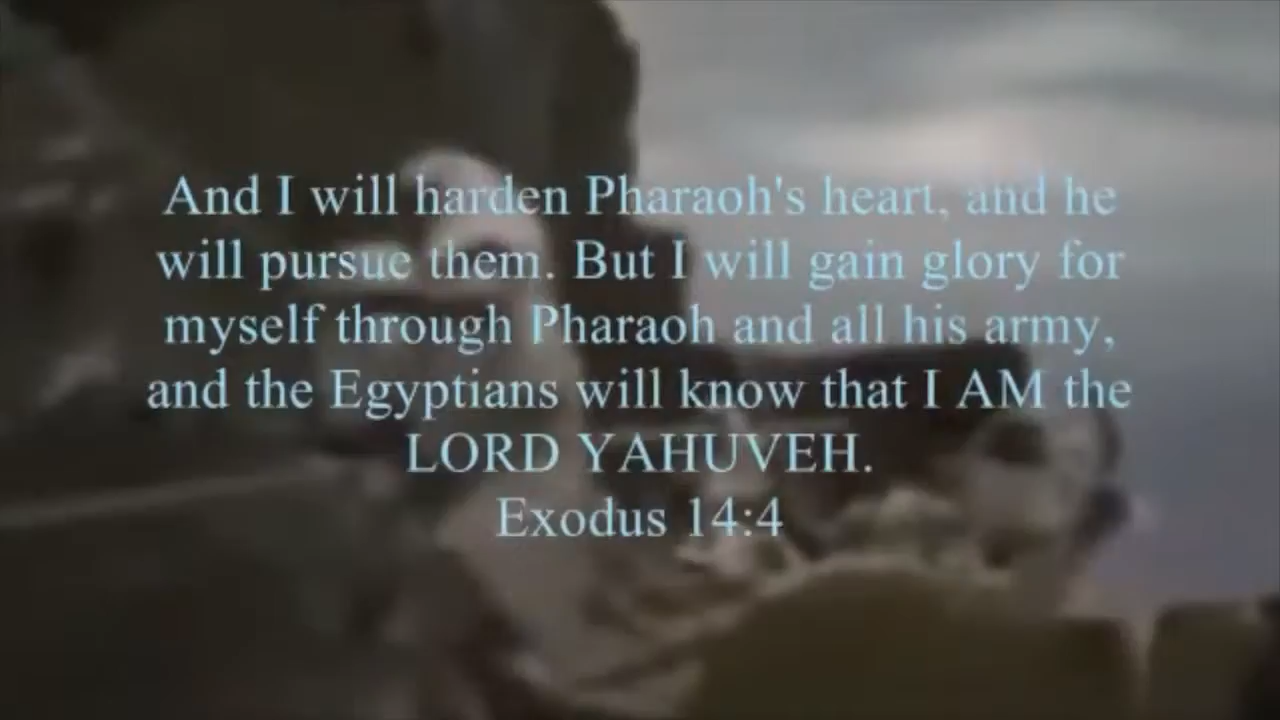 And I will harden Pharaoh's heart, and he
will pursue them. But I will gain glory for
myself through Pharaoh and all his army,
and the Egyptians will know that I AM the
LORD YAHUVEH.
Exodus 14:4